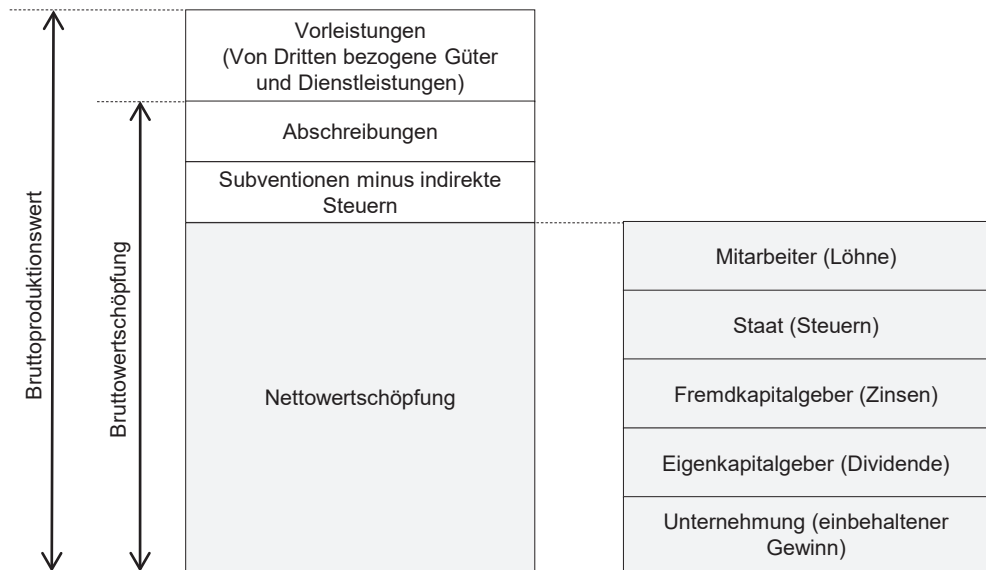 Bruttoproduktionswert
Bruttowertschöpfung
Vorleistungen
(Von Dritten bezogene Güter
und Dienstleistungen)
Abschreibungen
Subventionen minus indirekte
Steuern
Nettowertschöpfung
Mitarbeiter (Löhne)
Staat (Steuern)
Fremdkapitalgeber (Zinsen)
Eigenkapitalgeber (Dividende)
Unternehmung (einbehaltener
Gewinn)